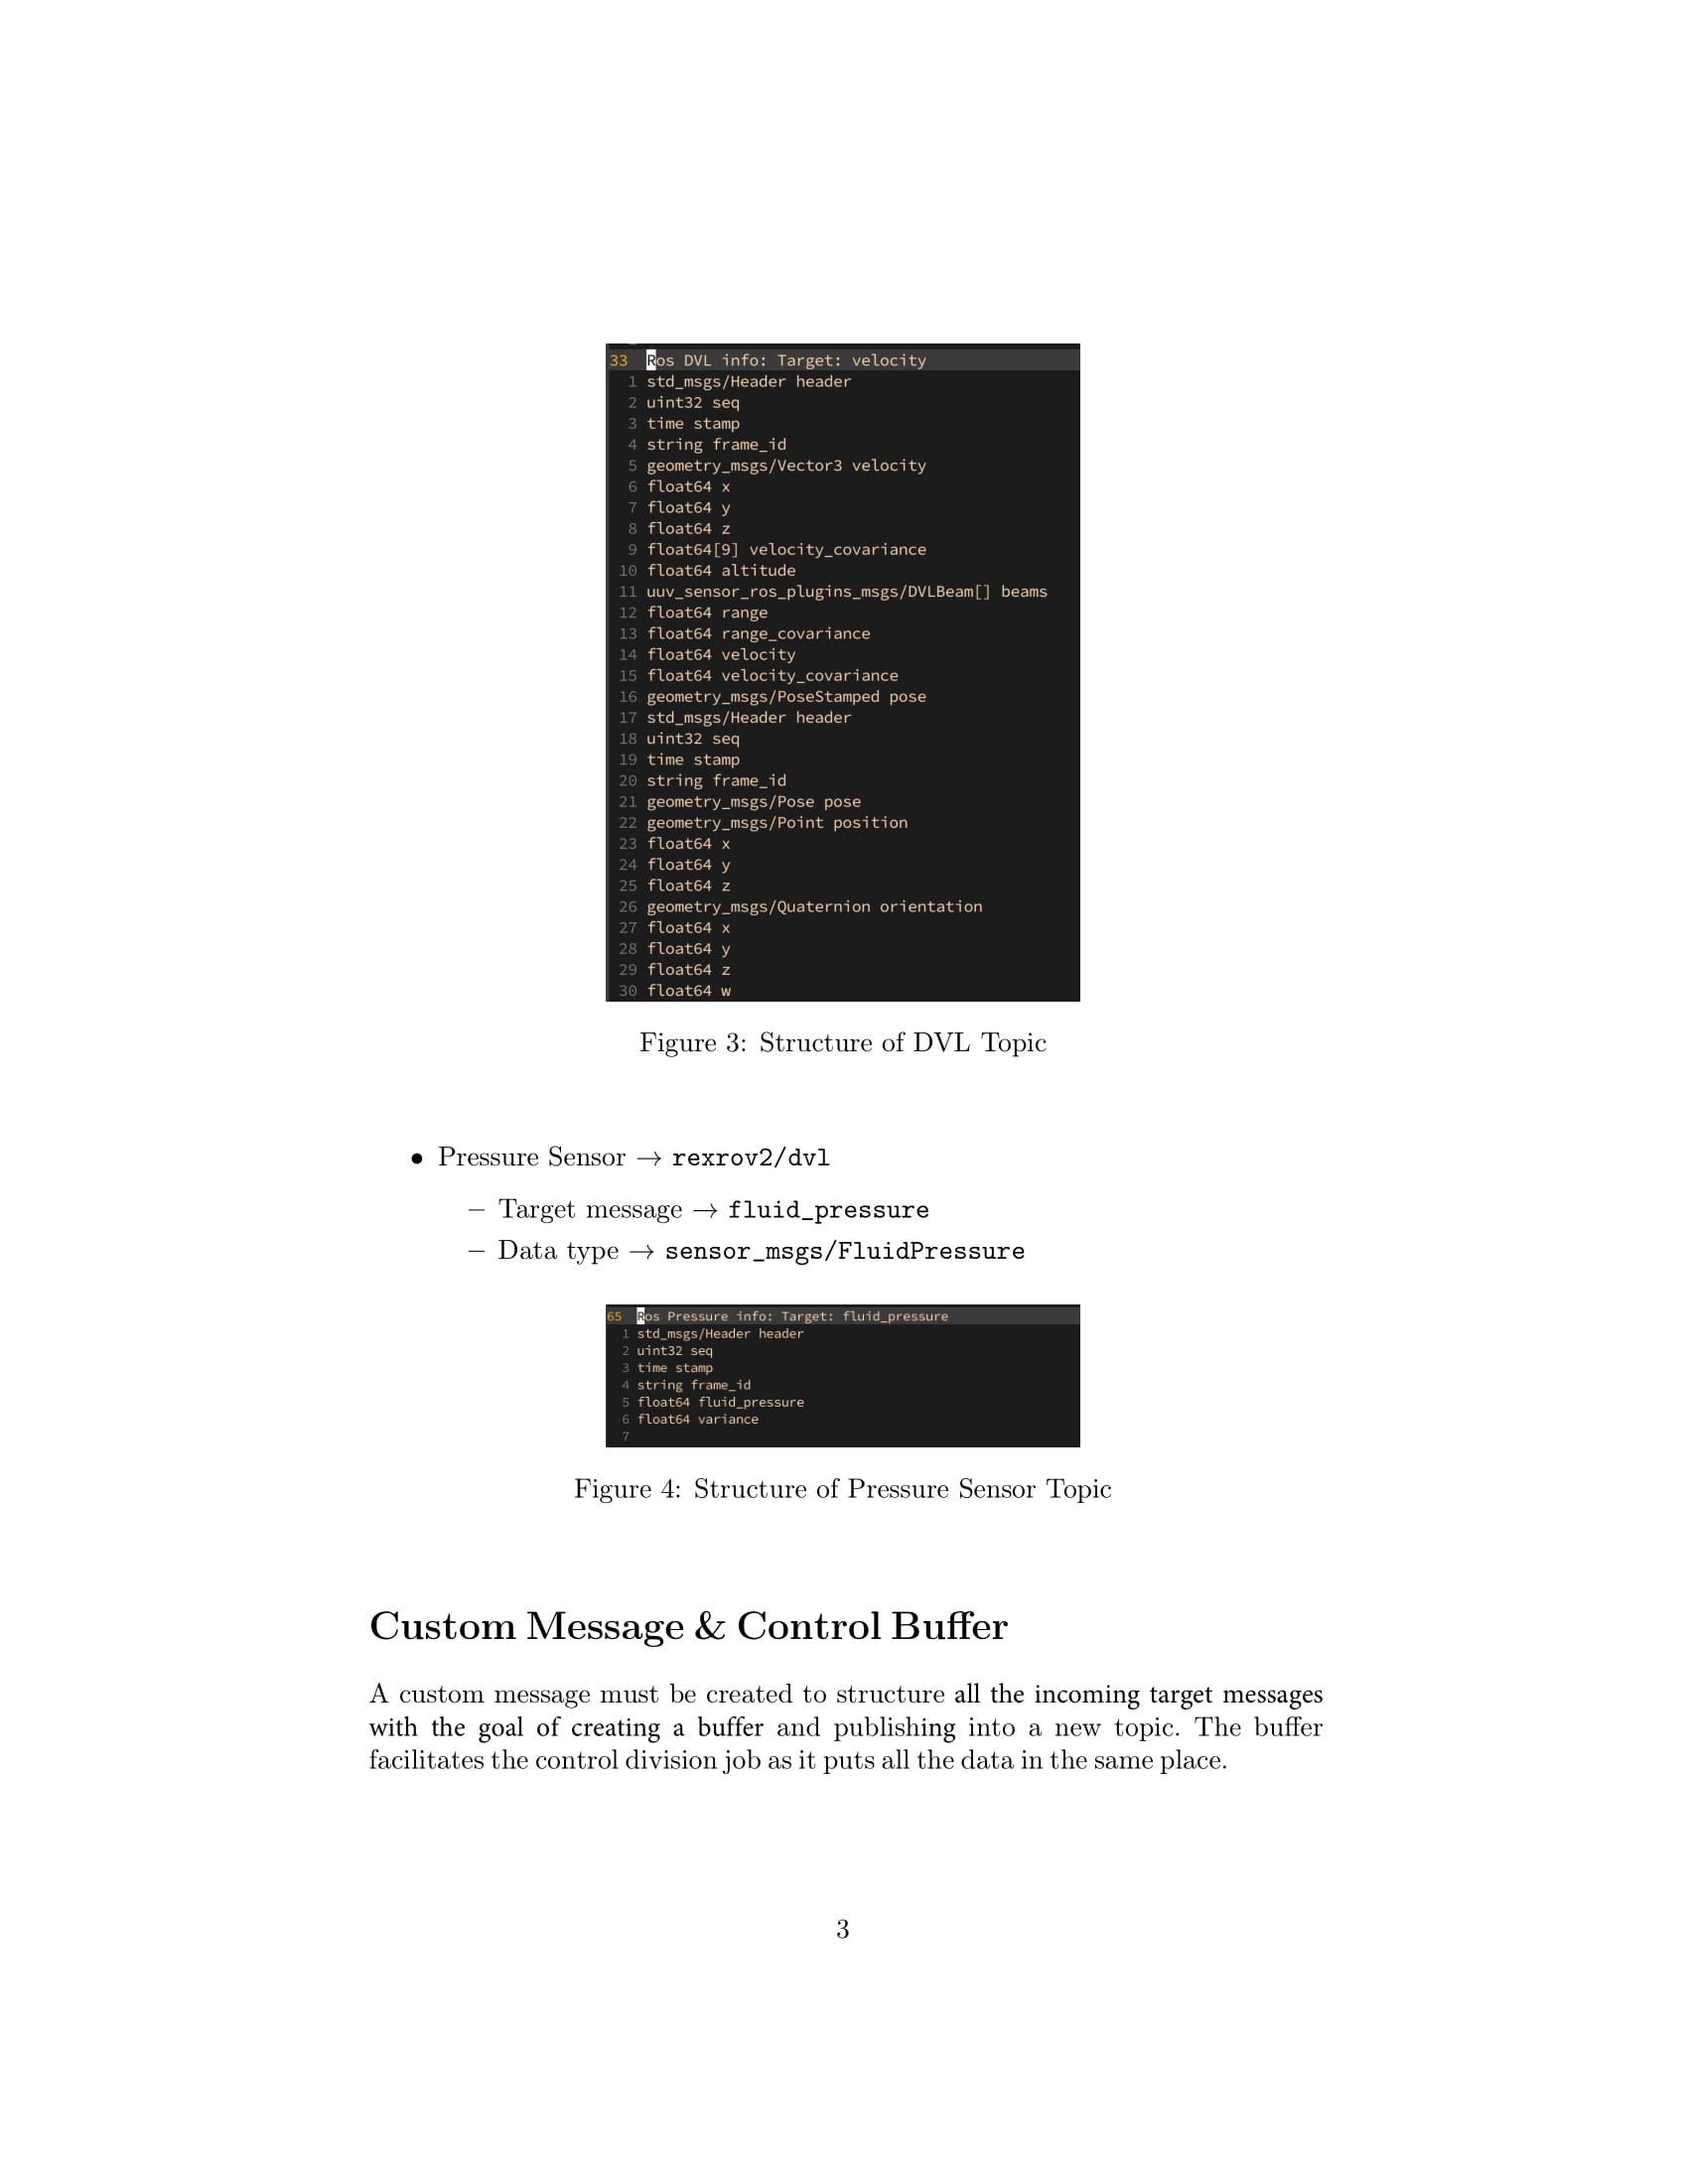 33 Ros DVL info: Target: velocity
1 std_msgs/Header header
2 uint32 seq
3 time stamp
4 string frame_id
5 geometry_msgs/Vector3 velocity
6 float64 x
7 float64 y
8 float64 z
9 float64[9] velocity_covariance
10 float64 altitude
11 uuv_sensor_ros_plugins_msgs/DVLBeam[] beams
12 float64 range
13 float64 range_covariance
14 float64 velocity
15 float64 velocity_covariance
16 geometry_msgs/PoseStamped pose
17 std_msgs/Header header
18 uint32 seq
19 time stamp
20 string frame_id
21 geometry_msgs/Pose pose
22 geometry_msgs/Point position
23 float64 x
24 float64 y
25 float64 z
26 geometry_msgs/Quaternion orientation
27 float64 x
28 float64 y
29 float64 z
30 float64 w
Figure 3: Structure of DVL Topic
• Pressure Sensor → rexrov2/dvl
– Target message → fluid_pressure
– Data type → sensor_msgs/FluidPressure
65 Ros Pressure info: Target: fluid_pressure
1 std_msgs/Header header
2 uint32 seq
3 time stamp
4 string frame_id
5 float64 fluid_pressure
6 float64 variance
7
Figure 4: Structure of Pressure Sensor Topic
Custom Message & Control Buffer
A custom message must be created to structure all the incoming target messages
with the goal of creating a buffer and publishing into a new topic. The buffer
facilitates the control division job as it puts all the data in the same place.
3